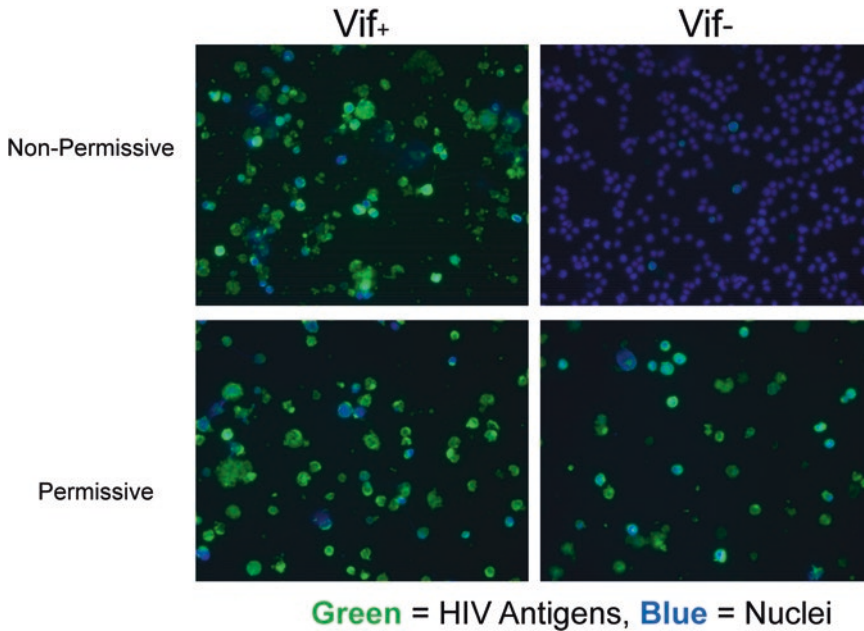 Vif+ Vif-
Non-Permissive
Permissive
Green = HIV Antigens, Blue = Nuclei